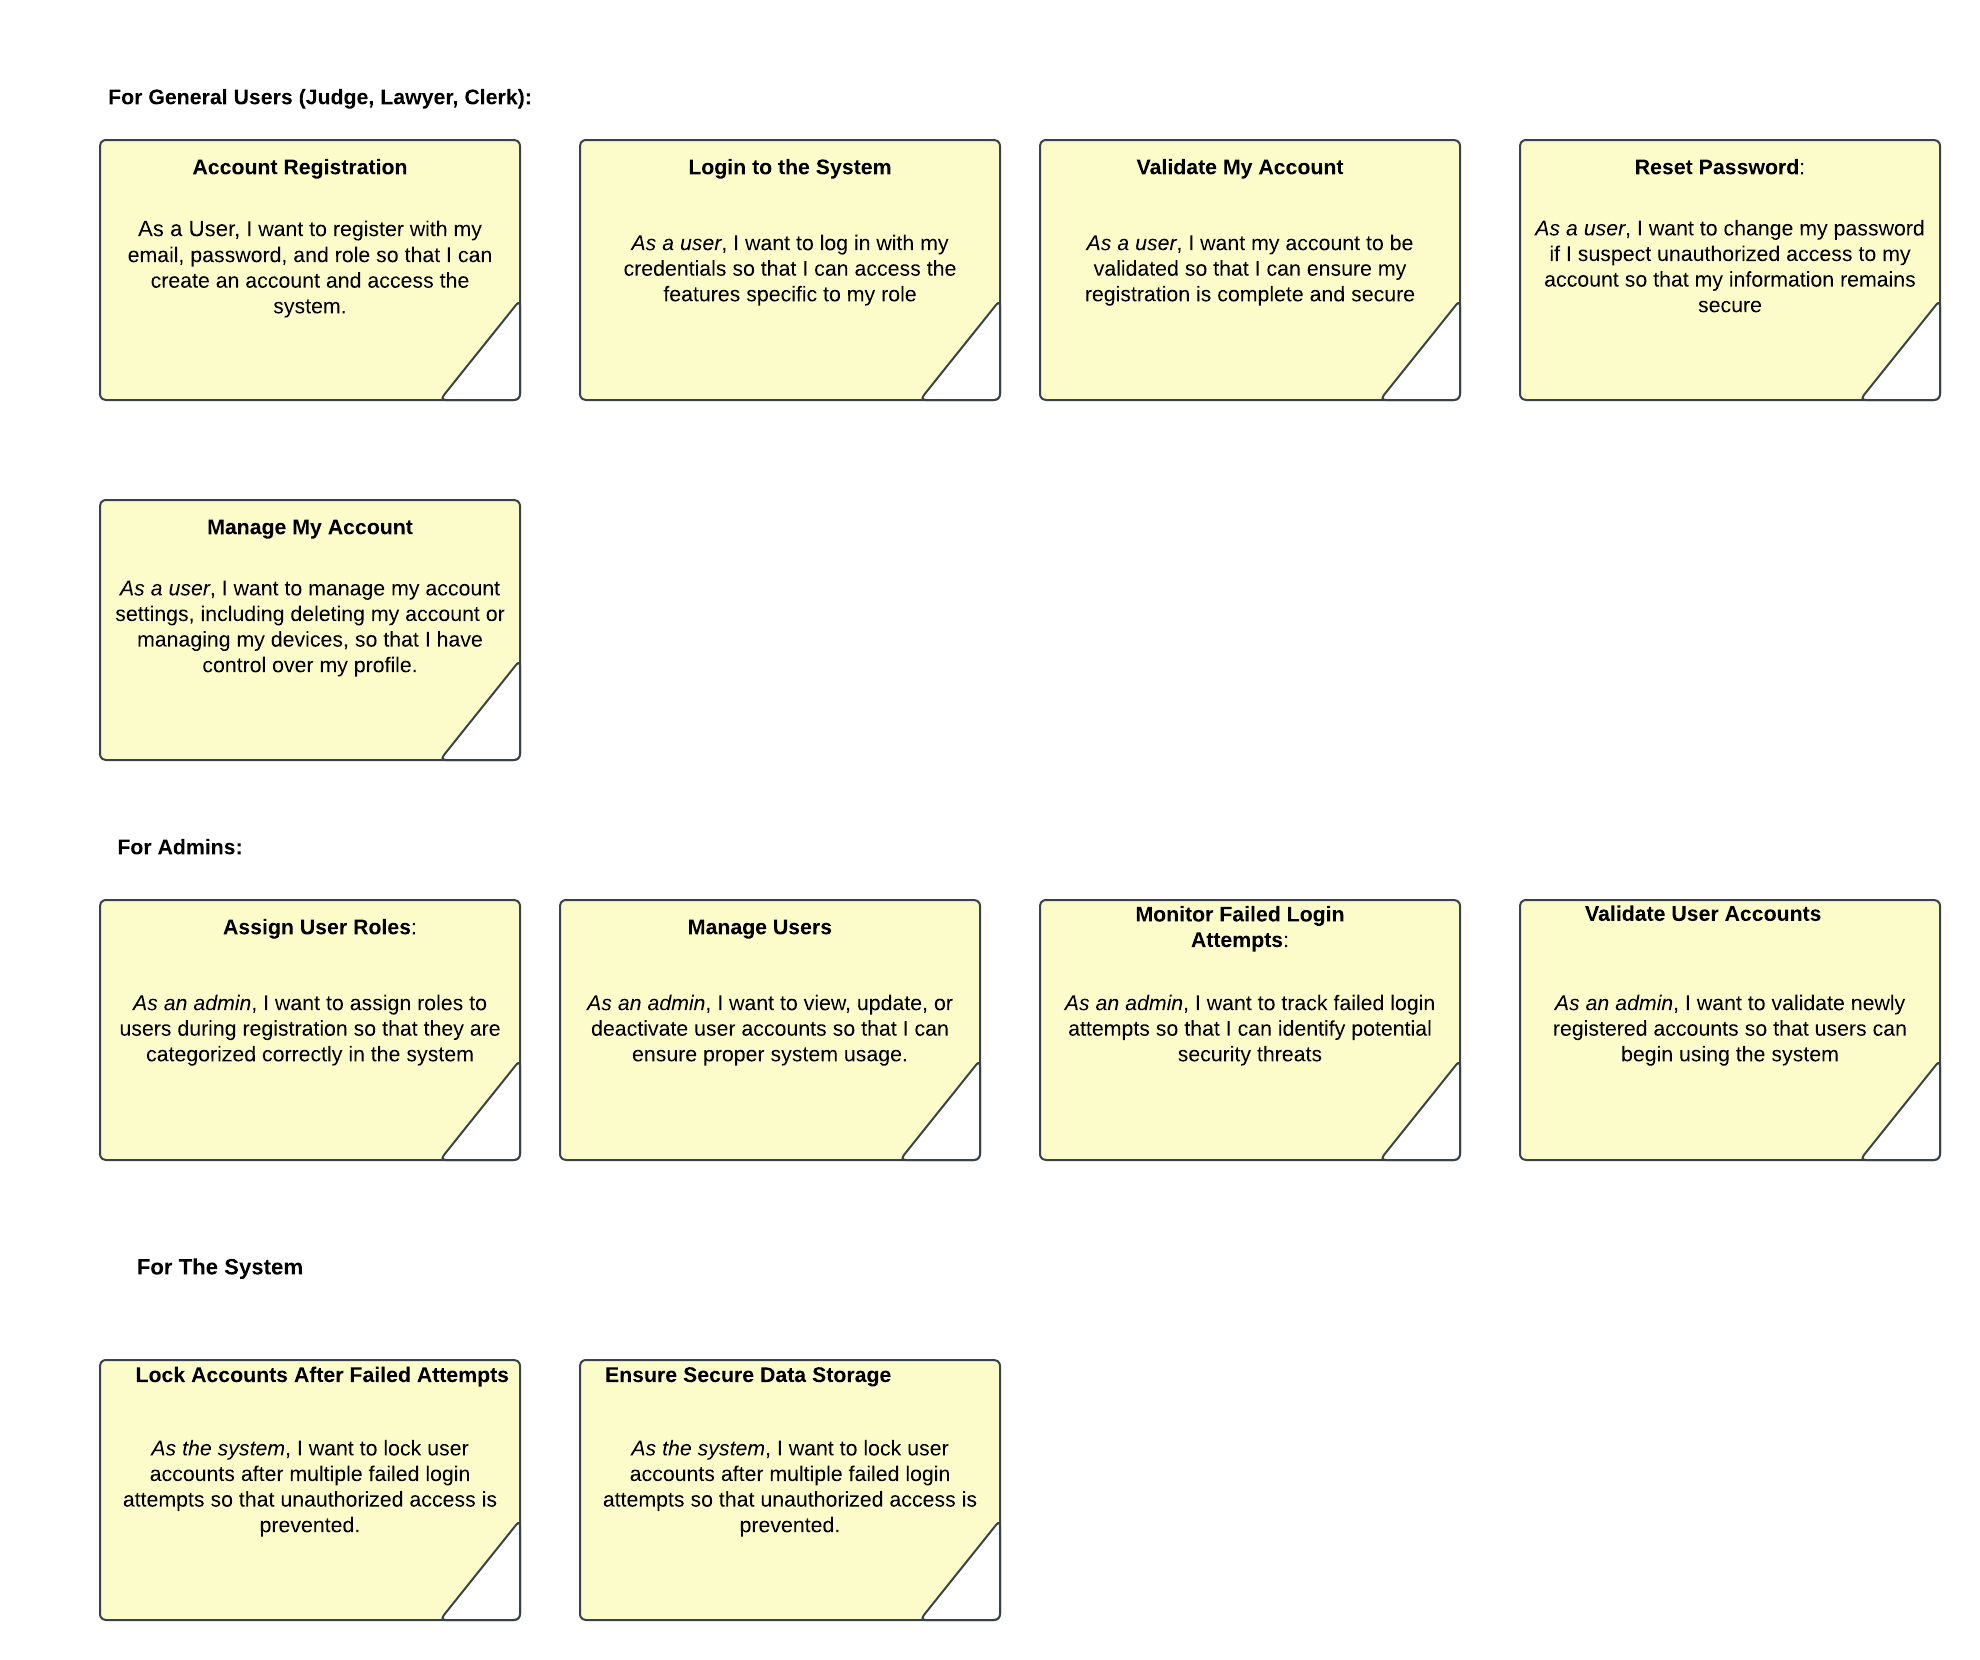 For General Users (Judge, Lawyer, Clerk):
Account Registration
As a User, I want to register with my
email, password, and role so that I can
create an account and access the
system.
Login to the System
As a user, I want to log in with my
credentials so that I can access the
features specific to my role
Validate My Account
As a user, I want my account to be
validated so that I can ensure my
registration is complete and secure
Reset Password:
As a user, I want to change my password
if I suspect unauthorized access to my
account so that my information remains
secure
Manage My Account
As a user, I want to manage my account
settings, including deleting my account or
managing my devices, so that I have
control over my profile.
For Admins:
Assign User Roles:
As an admin, I want to assign roles to
users during registration so that they are
categorized correctly in the system
Manage Users
As an admin, I want to view, update, or
deactivate user accounts so that I can
ensure proper system usage.
Monitor Failed Login
Attempts:
As an admin, I want to track failed login
attempts so that I can identify potential
security threats
Validate User Accounts
As an admin, I want to validate newly
registered accounts so that users can
begin using the system
For The System
Lock Accounts After Failed Attempts
As the system, I want to lock user
accounts after multiple failed login
attempts so that unauthorized access is
prevented.
Ensure Secure Data Storage
As the system, I want to lock user
accounts after multiple failed login
attempts so that unauthorized access is
prevented.